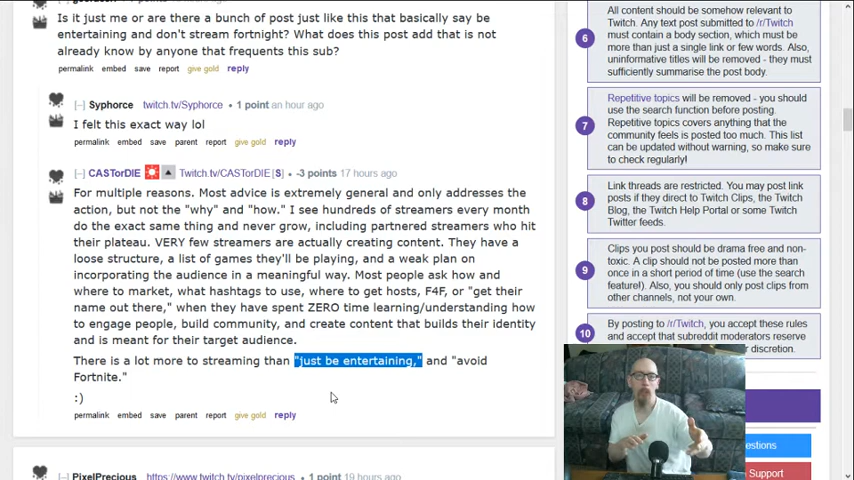 Is it just me or are there a bunch of post just like this that basically say be
entertaining and don't stream fortnight? What does this post add that is not
already know by anyone that frequents this sub?
permalink embed save report give gold reply
[–] Syphorce twitch.tv/Syphorce • 1 point an hour ago
I felt this exact way lol
permalink embed save parent report give gold reply
[–] CASTorDIE Twitch.tv/CASTorDIE|S] • -3 points 17 hours ago
For multiple reasons. Most advice is extremely general and only addresses the
action, but not the "why" and "how." I see hundreds of streamers every month
do the exact same thing and never grow, including partnered streamers who hit
their plateau. VERY few streamers are actually creating content. They have a
loose structure, a list of games they'll be playing, and a weak plan on
incorporating the audience in a meaningful way. Most people ask how and
where to market, what hashtags to use, where to get hosts, F4F, or "get their
name out there," when they have spent ZERO time learning/understanding how
to engage people, build community, and create content that builds their identity
and is meant for their target audience.
There is a lot more to streaming than "just be entertaining," and "avoid
Fortnite."
:)
permalink embed save parent report give gold reply
[–] PixelPrecious https://www.twitch.tv/pixelprecious • 1 point 19 hours ago
6
All content should be somehow relevant to
Twitch. Any text post submitted to /r/Twitch
must contain a body section, which must be
more than just a single link or few words. Also,
uninformative titles will be removed - they must
sufficiently summarise the post body.
7
Repetitive topics will be removed - you should
use the search function before posting.
Repetitive topics covers anything that the
community feels is posted too much. This list
can be updated without warning, so make sure
to check regularly!
8
Link threads are restricted. You may post link
posts if they direct to Twitch Clips, the Twitch
Blog, the Twitch Help Portal or some Twitch
Twitter feeds.
9
Clips you post should be drama free and non-
toxic. A clip should not be posted more than
once in a short period of time (use the search
feature!). Also, you should only post clips from
other channels, not your own.
10
By posting to /r/Twitch, you accept these rules
and accept that subreddit moderators reserve
discretion.
Support